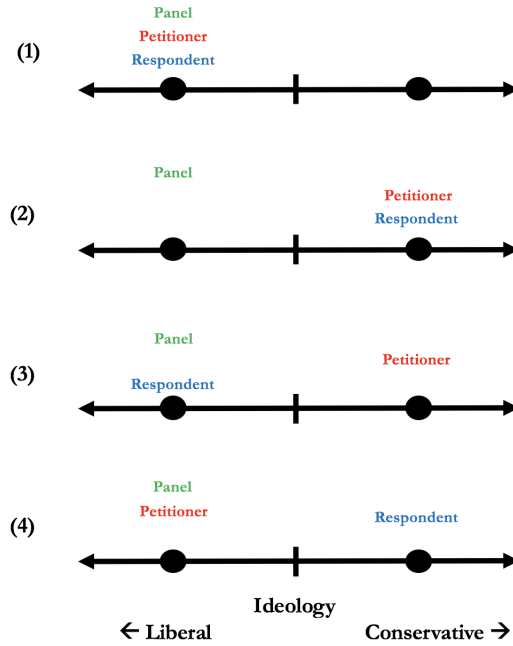 Panel
Petitioner
(1) Respondent
Panel
Petitioner
(2) Respondent
Panel
(3) Petitioner
Respondent
Panel
(4) Petitioner Respondent
Ideology
← Liberal Conservative →